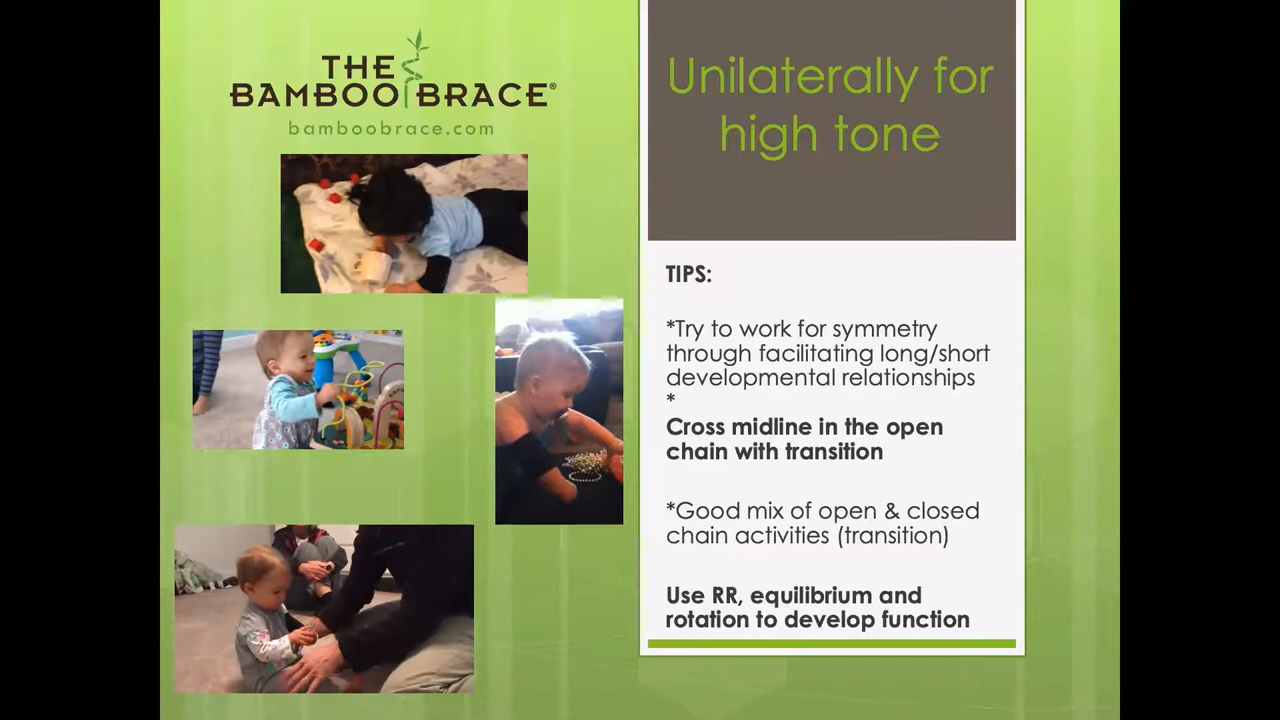 THE
BAMBOO BRACE®
bamboobrace.com
Unilaterally for
high tone
TIPS:
*Try to work for symmetry
through facilitating long/short
developmental relationships
*
Cross midline in the open
chain with transition
*Good mix of open & closed
chain activities (transition)
Use RR, equilibrium and
rotation to develop function